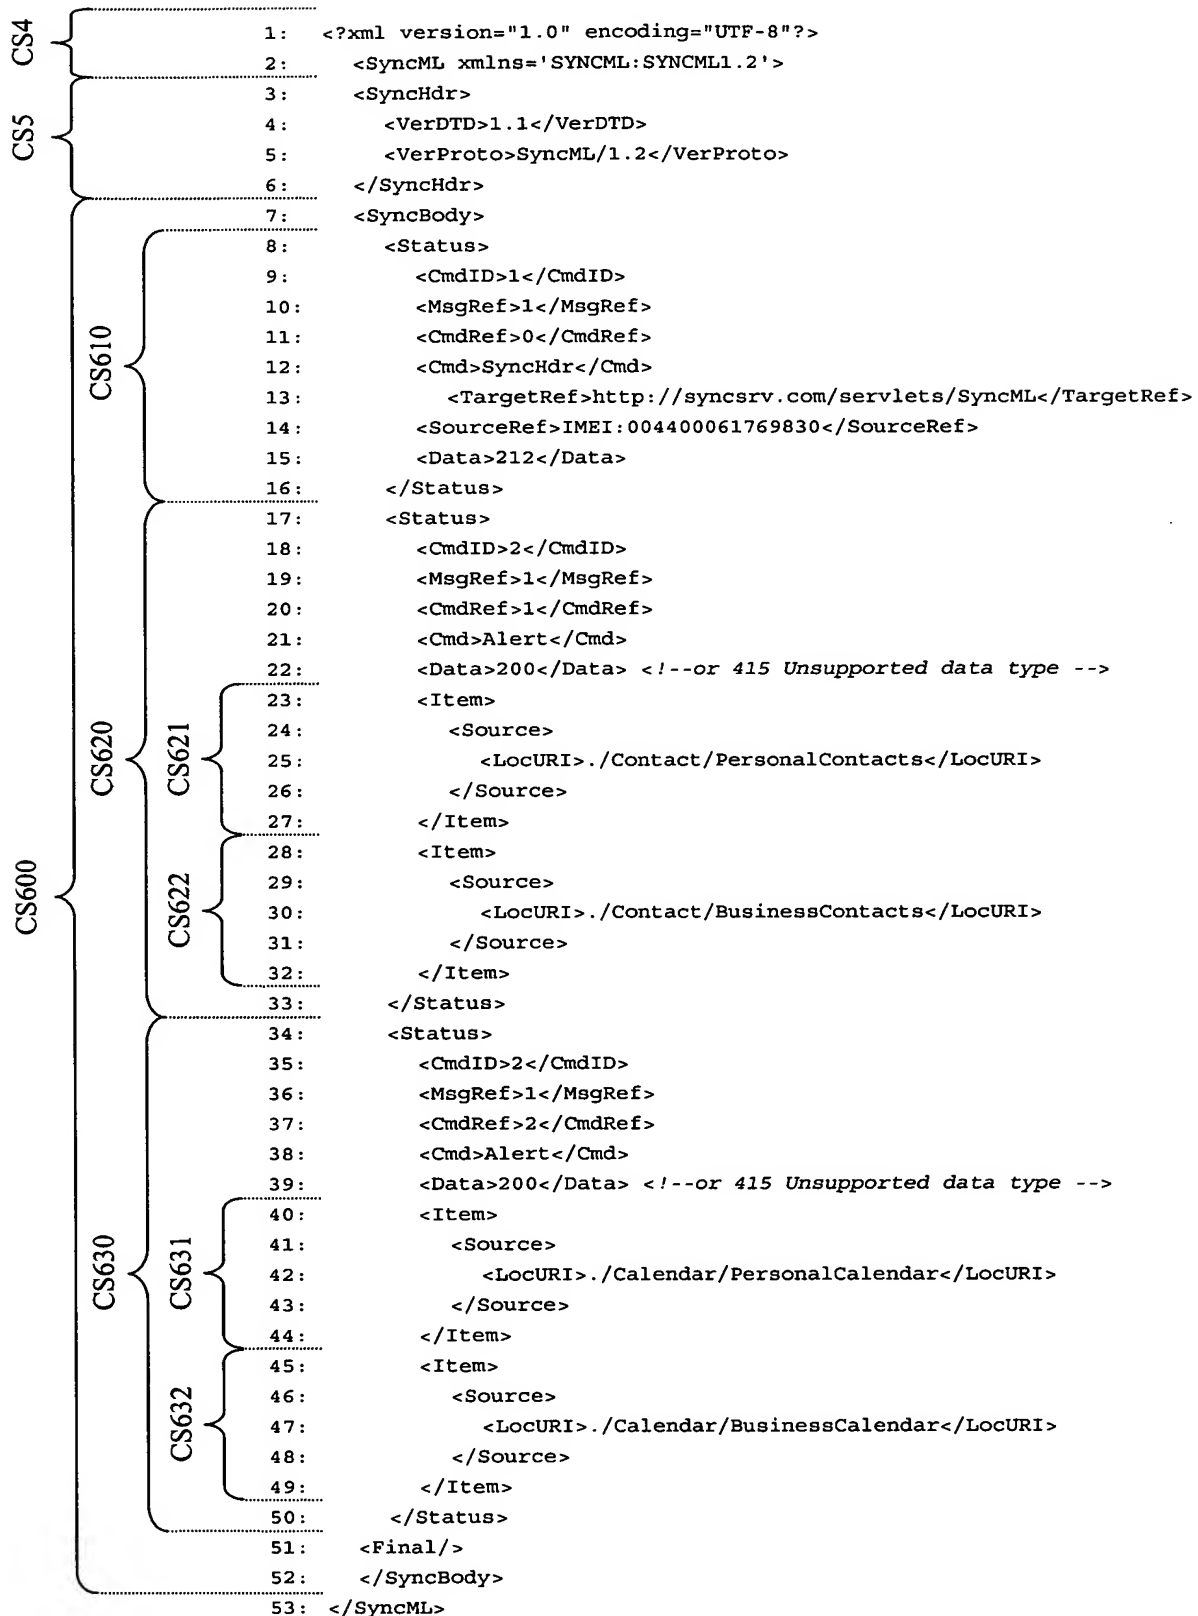 CS4
CS5
CS600
CS610
CS620
CS621
CS622
CS630
CS631
CS632
1: <?xml version="1.0" encoding="UTF-8"?>
2: <SyncML xmlns='SYNCML:SYNCML1.2'>
3: <SyncHdr>
4: <VerDTD>1.1</VerDTD>
5: <VerProto>SyncML/1.2</VerProto>
6: </SyncHdr>
7: <SyncBody>
8: <Status>
9: <CmdID>1</CmdID>
10: <MsgRef>1</MsgRef>
11: <CmdRef>0</CmdRef>
12: <Cmd>SyncHdr</Cmd>
13: <TargetRef>http://syncsrv.com/servlets/SyncML</TargetRef>
14: <SourceRef>IMEI:004400061769830</SourceRef>
15: <Data>212</Data>
16: </Status>
17: <Status>
18: <CmdID>2</CmdID>
19: <MsgRef>1</MsgRef>
20: <CmdRef>1</CmdRef>
21: <Cmd>Alert</Cmd>
22: <Data>200</Data> <!--or 415 Unsupported data type -->
23: <Item>
24: <Source>
25: <LocURI>./Contact/PersonalContacts</LocURI>
26: </Source>
27: </Item>
28: <Item>
29: <Source>
30: <LocURI>./Contact/BusinessContacts</LocURI>
31: </Source>
32: </Item>
33: </Status>
34: <Status>
35: <CmdID>2</CmdID>
36: <MsgRef>1</MsgRef>
37: <CmdRef>2</CmdRef>
38: <Cmd>Alert</Cmd>
39: <Data>200</Data> <!--or 415 Unsupported data type -->
40: <Item>
41: <Source>
42: <LocURI>./Calendar/PersonalCalendar</LocURI>
43: </Source>
44: </Item>
45: <Item>
46: <Source>
47: <LocURI>./Calendar/BusinessCalendar</LocURI>
48: </Source>
49: </Item>
50: </Status>
51: <Final/>
52: </SyncBody>
53: </SyncML>